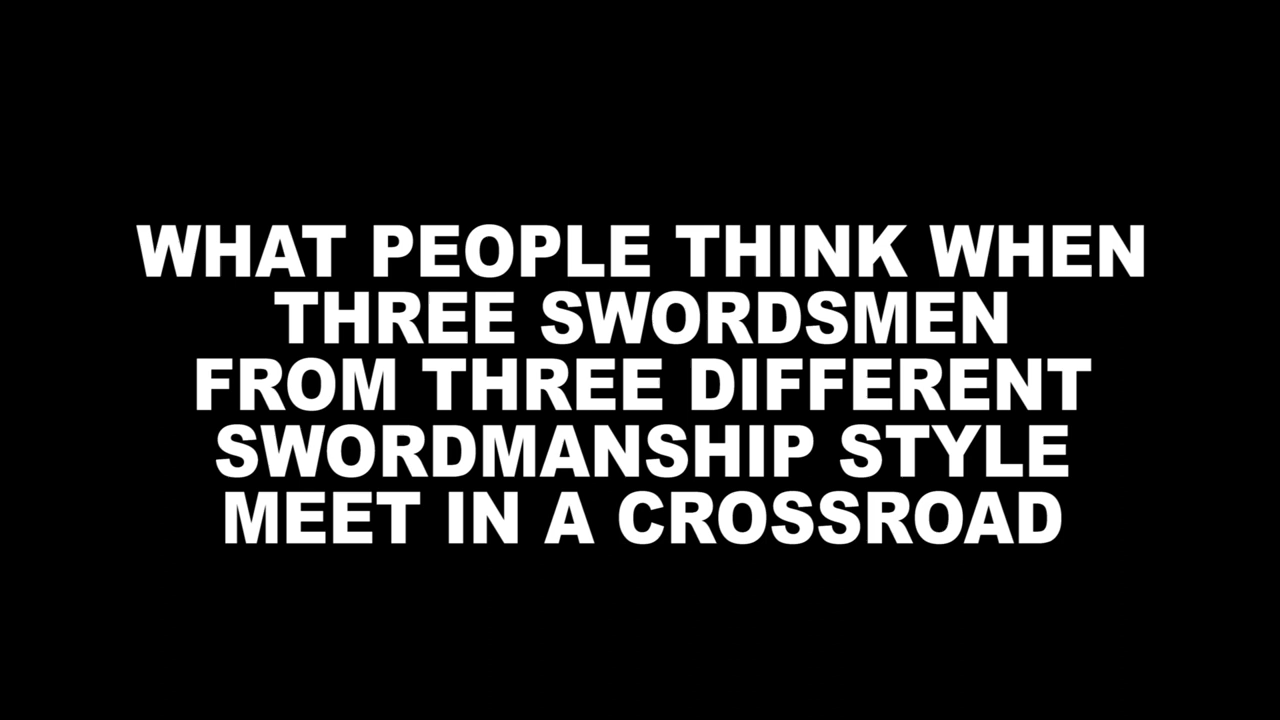 WHAT PEOPLE THINK WHEN
THREE SWORDSMEN
FROM THREE DIFFERENT
SWORDMANSHIP STYLE
MEET IN A CROSSROAD